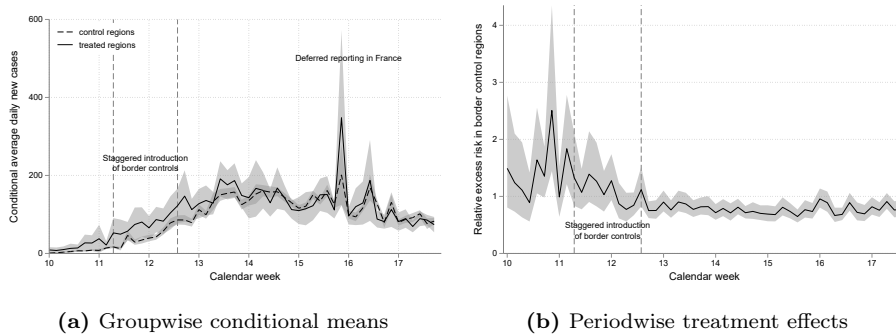 600
400
200
0
Conditional average daily new cases
control regions
treated regions
Deferred reporting in France
Staggered introduction
of border controls
10
11
12
13
14
15
16
17
Calendar week
(a) Groupwise conditional means
5
4
3
2
1
0
Relative excess risk in border control regions
Staggered introduction
of border controls
10
11
12
13
14
15
16
17
Calendar week
(b) Periodwise treatment effects